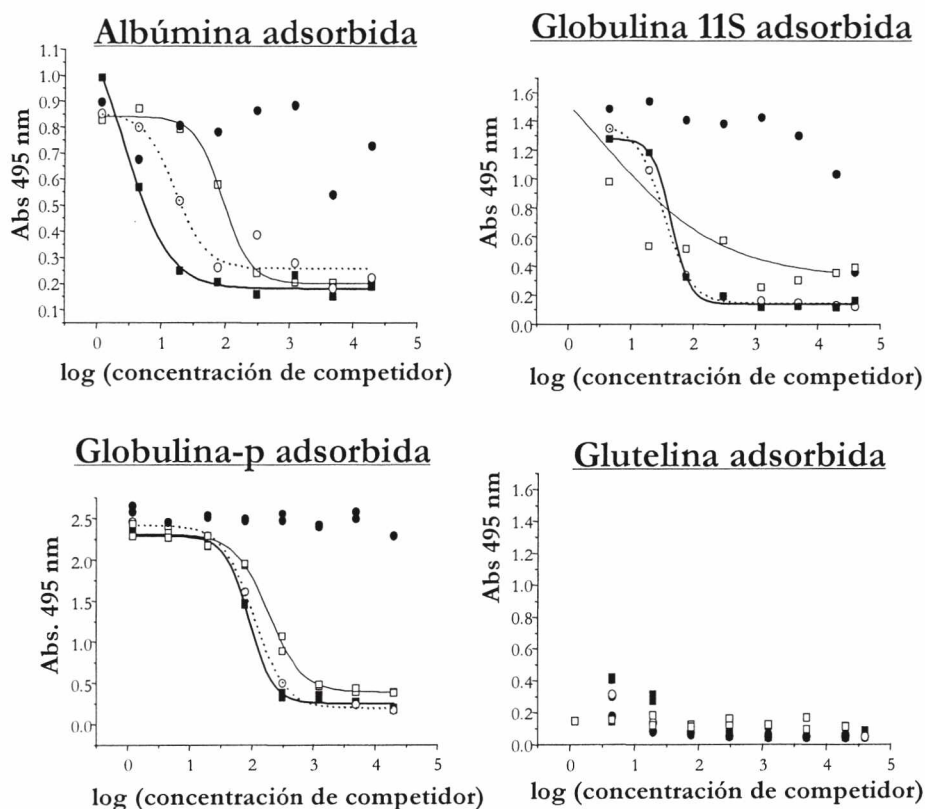 Albúmina adsorbida
1.1
1.0
0.9
0.8
0.7
0.6
0.5
0.4
0.3
0.2
0.1
Abs 495 nm
0 1 2 3 4 5
log (concentración de competidor)
Globulina 11S adsorbida
1.6
1.4
1.2
1.0
0.8
0.6
0.4
0.2
0.0
Abs 495 nm
0 1 2 3 4 5
log (concentración de competidor)
Globulina-p adsorbida
2.5
2.0
1.5
1.0
0.5
0.0
Abs. 495 nm
0 1 2 3 4 5
log (concentración de competidor)
Glutelina adsorbida
1.6
1.4
1.2
1.0
0.8
0.6
0.4
0.2
0.0
Abs 495 nm
0 1 2 3 4 5
log (concentración de competidor)